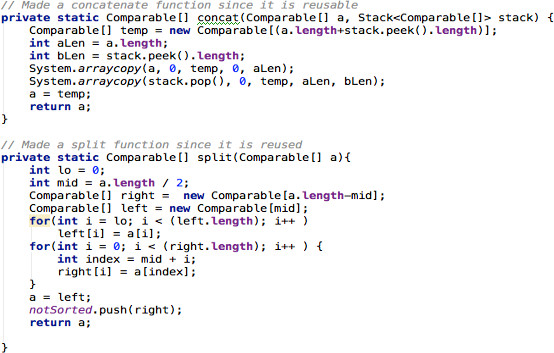 // Made a concatenate function since it is reusable
private static Comparable[] concat(Comparable[] a, Stack<Comparable[]> stack) {
    Comparable[] temp = new Comparable[(a.length+stack.peek().length)];
    int aLen = a.length;
    int bLen = stack.peek().length;
    System.arraycopy(a, 0, temp, 0, aLen);
    System.arraycopy(stack.pop(), 0, temp, aLen, bLen);
    a = temp;
    return a;
}
// Made a split function since it is reused
private static Comparable[] split(Comparable[] a){
    int lo = 0;
    int mid = a.length / 2;
    Comparable[] right =  new Comparable[a.length-mid];
    Comparable[] left = new Comparable[mid];
    for(int i = lo; i < (left.length); i++ )
        left[i] = a[i];
    for(int i = 0; i < (right.length); i++ ) {
        int index = mid + i;
        right[i] = a[index];
    }
    a = left;
    notSorted.push(right);
    return a;
}